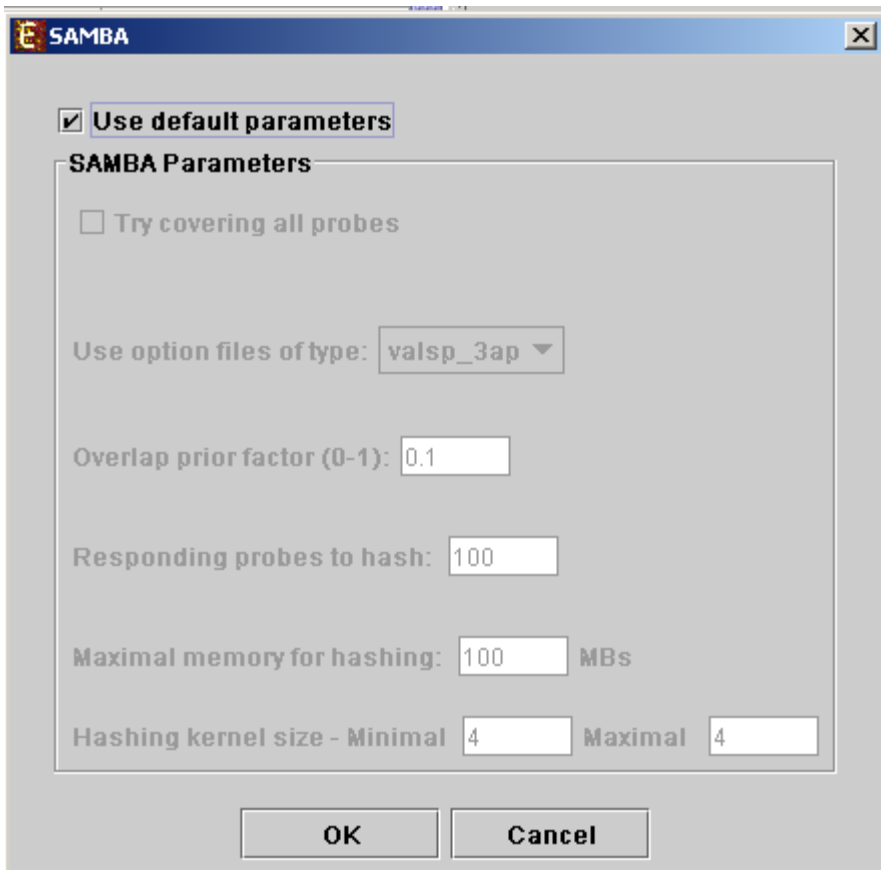 SAMBA
Use default parameters
SAMBA Parameters
Try covering all probes
Use option files of type: valsp_3ap
Overlap prior factor (0-1): 0.1
Responding probes to hash: 100
Maximal memory for hashing: 100 MBs
Hashing kernel size - Minimal 4 Maximal 4
OK Cancel